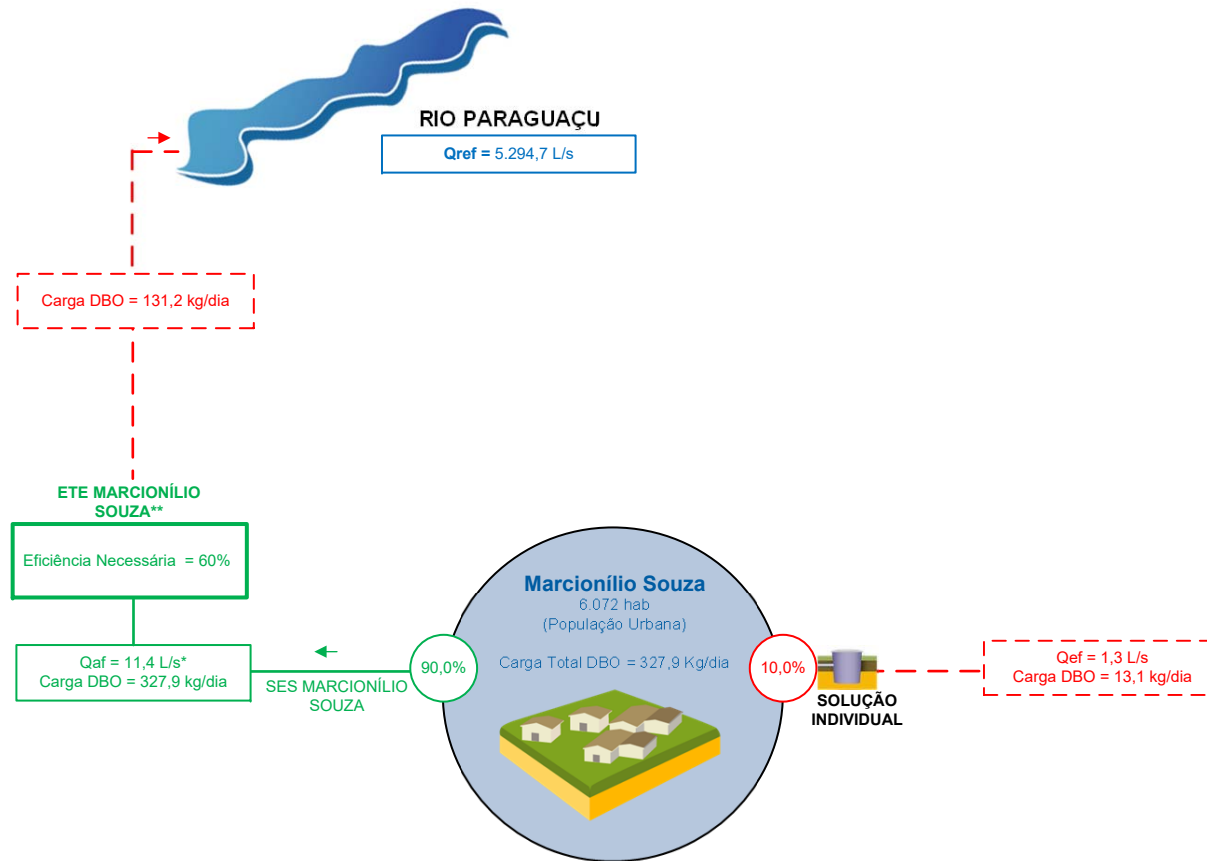 RIO PARAGUAÇU
Qref = 5.294,7 L/s
Carga DBO = 131,2 kg/dia
ETE MARCIONÍLIO
SOUZA**
Eficiência Necessária = 60%
Qaf = 11,4 L/s*
Carga DBO = 327,9 kg/dia
SES MARCIONÍLIO
SOUZA
90,0%
Marcionílio Souza
6.072 hab
(População Urbana)
Carga Total DBO = 327,9 Kg/dia
10,0%
SOLUÇÃO
INDIVIDUAL
Qef = 1,3 L/s
Carga DBO = 13,1 kg/dia